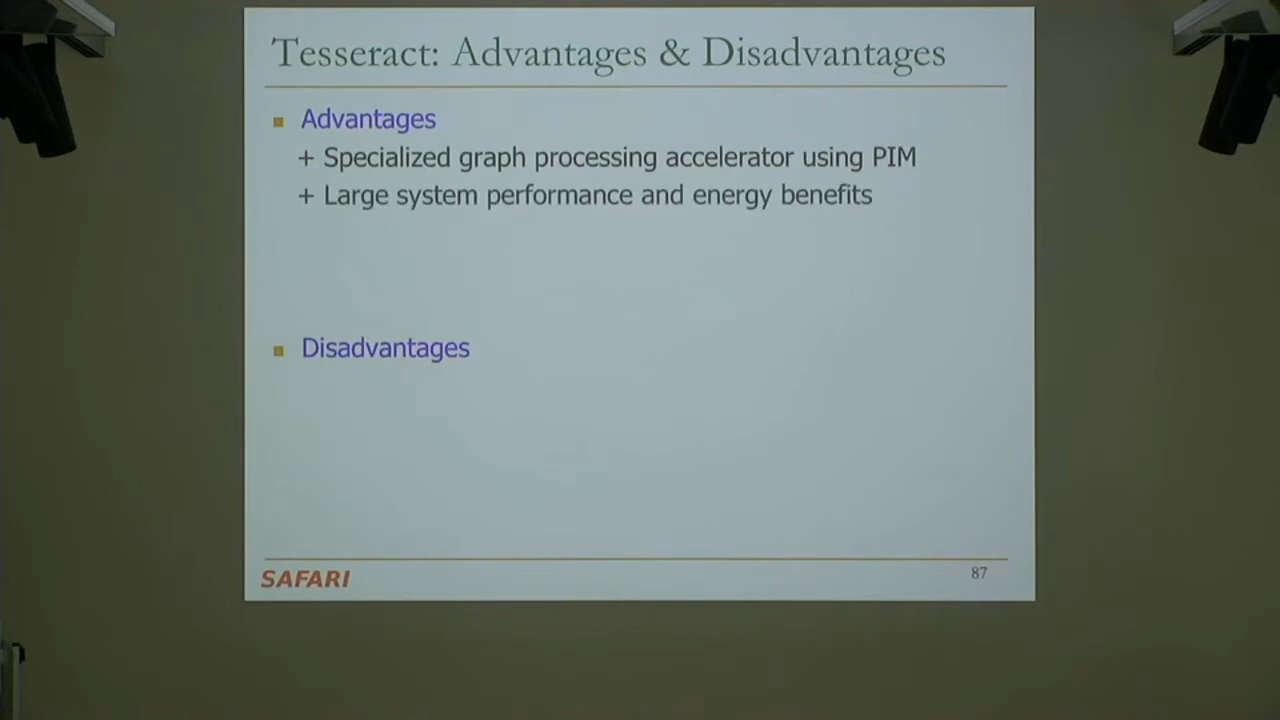 Tesseract: Advantages & Disadvantages
Advantages
+ Specialized graph processing accelerator using PIM
+ Large system performance and energy benefits
Disadvantages
SAFARI
87